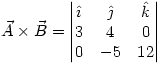 A⃗ × B⃗ = | î ĵ k̂ |
| 3 4 0 |
| 0 −5 12 |